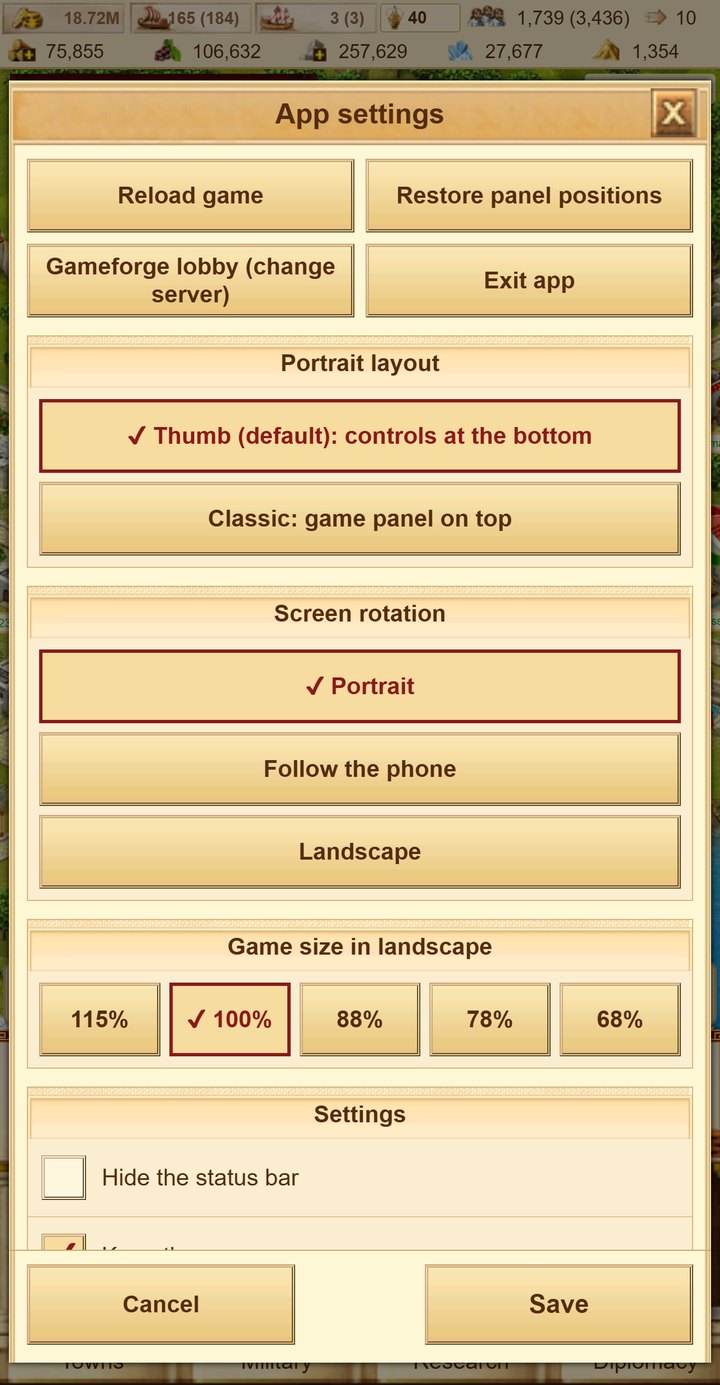 18.72M 165 (184) 3 (3) 40 1,739 (3,436) 10
75,855 106,632 257,629 27,677 1,354
App settings
X
Reload game
Restore panel positions
Gameforge lobby (change
server)
Exit app
Portrait layout
✓ Thumb (default): controls at the bottom
Classic: game panel on top
Screen rotation
✓ Portrait
Follow the phone
Landscape
Game size in landscape
115% ✓ 100% 88% 78% 68%
Settings
Hide the status bar
Cancel
Save
Towns Military Research Diplomacy